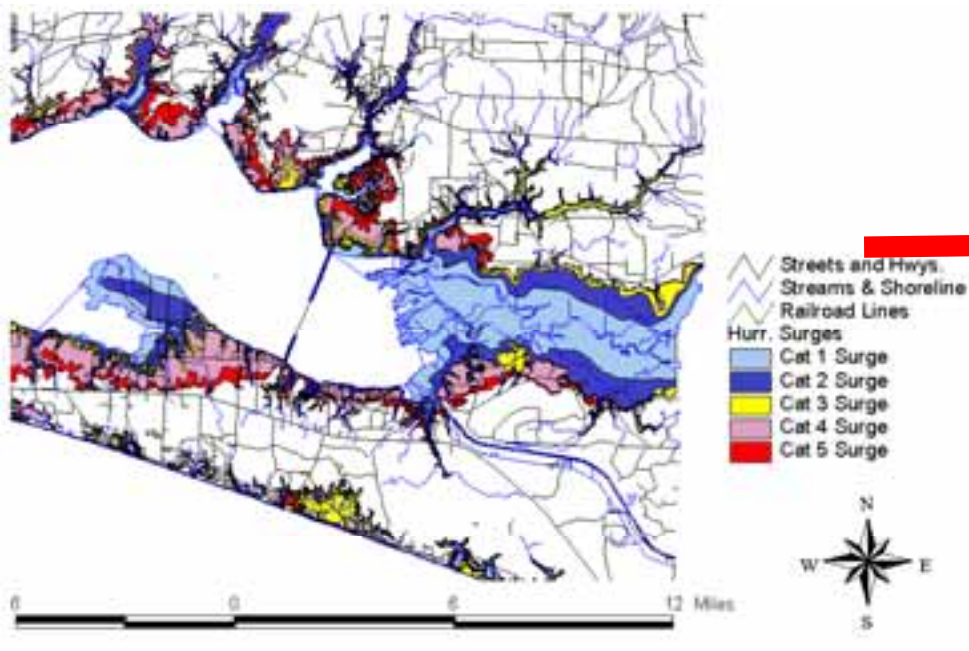 Streets and Hwys.
Streams & Shoreline
Railroad Lines
Hurr. Surges
Cat 1 Surge
Cat 2 Surge
Cat 3 Surge
Cat 4 Surge
Cat 5 Surge
N
W E
S
6 0 6 12 Miles